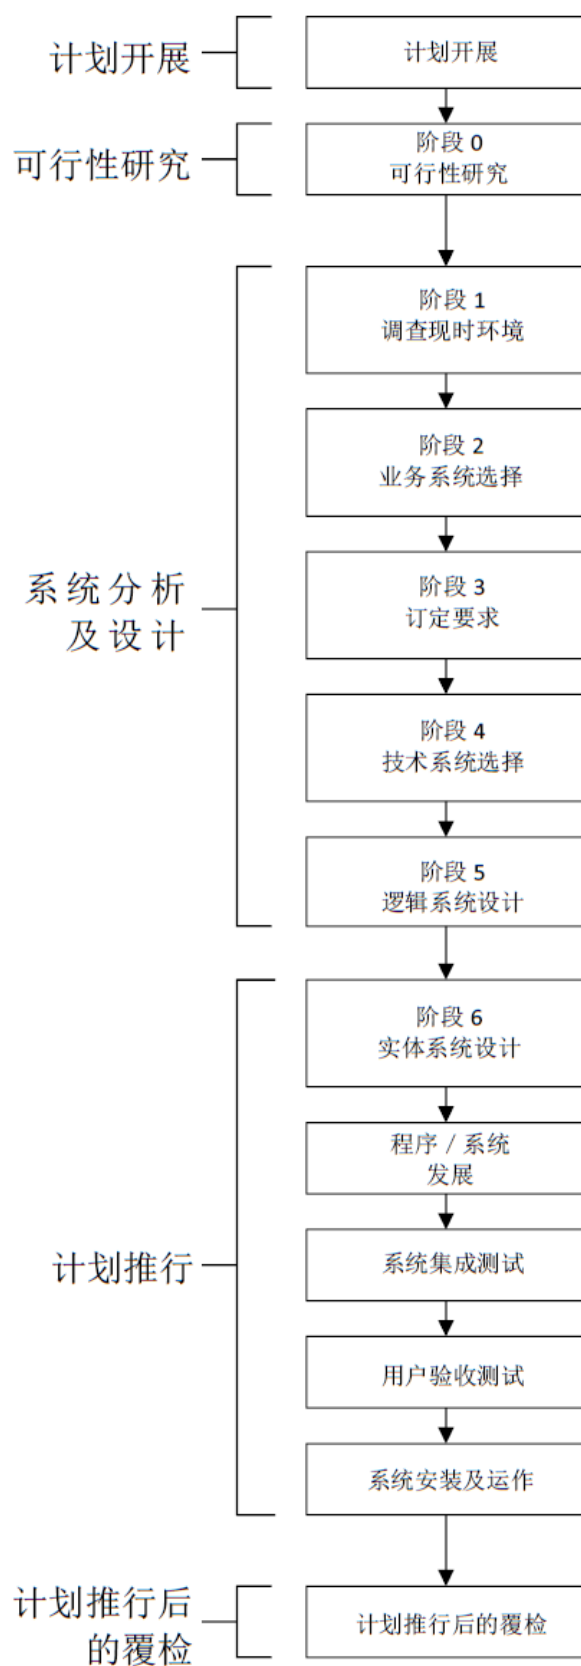 计划开展
计划开展
可行性研究
阶段 0
可行性研究
系统分析
及设计
阶段 1
调查现时环境
阶段 2
业务系统选择
阶段 3
订定要求
阶段 4
技术系统选择
阶段 5
逻辑系统设计
计划推行
阶段 6
实体系统设计
程序 / 系统
发展
系统集成测试
用户验收测试
系统安装及运作
计划推行后
的覆检
计划推行后的覆检